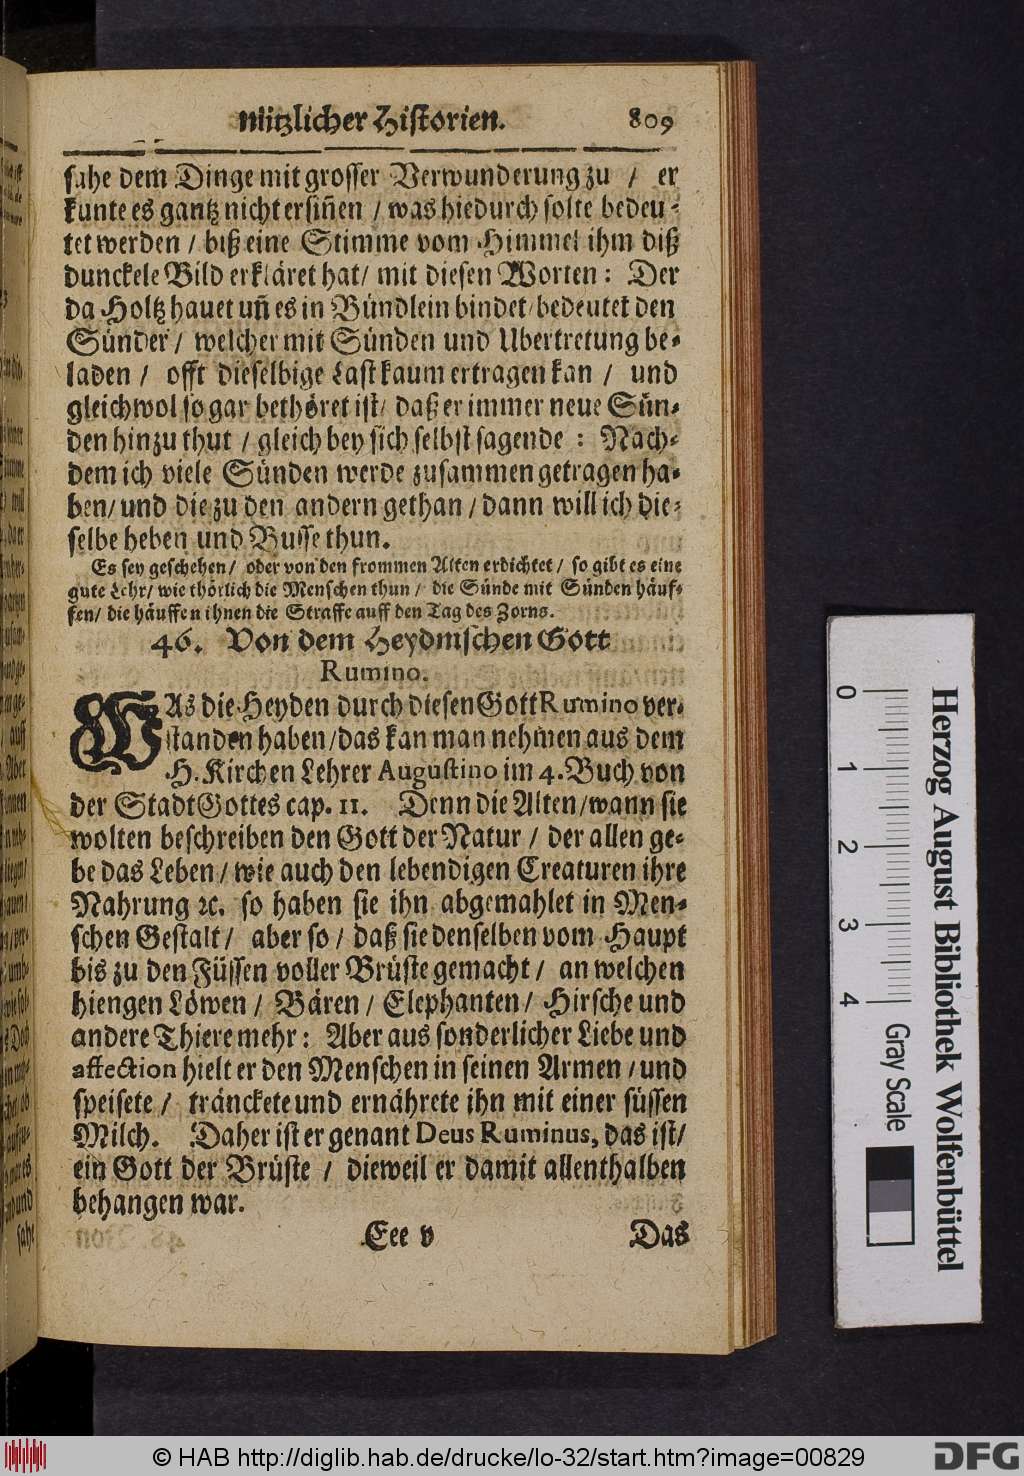 nützlicher Historien. 809
sahe dem Dinge mit grosser Verwunderung zu / er
kunte es gantz nicht ersiñen / was hiedurch solte bedeu-
tet werden / biß eine Stimme vom Himmel ihm diß
dunckele Bild erkläret hat / mit diesen Worten: Der
da Holtz hauet uñ es in Bündlein bindet / bedeutet den
Sünder / welcher mit Sünden und Ubertretung be-
laden / offt dieselbige Last kaum ertragen kan / und
gleichwol so gar bethöret ist / daß er immer neue Sün-
den hinzu thut / gleich bey sich selbst sagende: Nach-
dem ich viele Sünden werde zusammen getragen ha-
ben / und die zu den andern gethan / dann will ich die-
selbe heben und Busse thun.
Es sey geschehen / oder von den frommen Alten erdichtet / so gibt es eine
gute Lehr / wie thörlich die Menschen thun / die Sünde mit Sünden häuf-
fen / die häuffen ihnen die Straffe auff den Tag des Zorns.
46. Von dem Heydnischen Gott
Rumino.
WAs die Heyden durch diesen Gott Rumino ver-
standen haben / das kan man nehmen aus dem
H. Kirchen Lehrer Augustino im 4. Buch von
der Stadt Gottes cap. 11. Denn die Alten / wann sie
wolten beschreiben den Gott der Natur / der allen ge-
be das Leben / wie auch den lebendigen Creaturen ihre
Nahrung ꝛc. so haben sie ihn abgemahlet in Men-
schen Gestalt / aber so / daß sie denselben vom Haupt
bis zu den Füssen voller Brüste gemacht / an welchen
hiengen Löwen / Bären / Elephanten / Hirsche und
andere Thiere mehr: Aber aus sonderlicher Liebe und
affection hielt er den Menschen in seinen Armen / und
speisete / tränckete und ernährete ihn mit einer süssen
Milch. Daher ist er genant Deus Ruminus, das ist /
ein Gott der Brüste / dieweil er damit allenthalben
behangen war.
Eee v Das
0 1 2 3 4 Gray Scale
Herzog August Bibliothek Wolfenbüttel
© HAB http://diglib.hab.de/drucke/lo-32/start.htm?image=00829
DFG